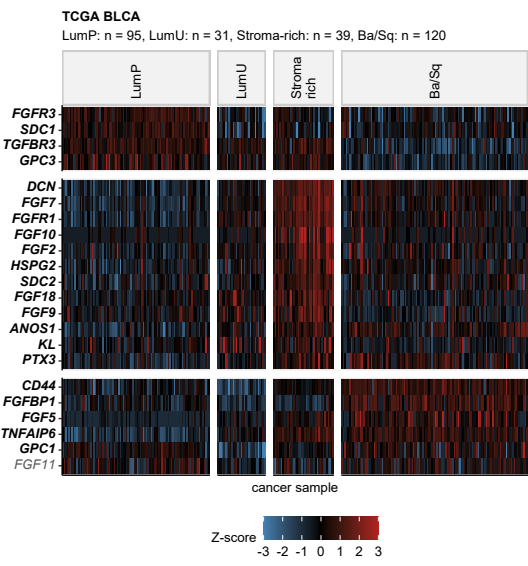 TCGA BLCA
LumP: n = 95, LumU: n = 31, Stroma-rich: n = 39, Ba/Sq: n = 120
LumP
LumU
Stroma
rich
Ba/Sq
FGFR3
SDC1
TGFBR3
GPC3
DCN
FGF7
FGFR1
FGF10
FGF2
HSPG2
SDC2
FGF18
FGF9
ANOS1
KL
PTX3
CD44
FGFBP1
FGF5
TNFAIP6
GPC1
FGF11
cancer sample
Z-score
-3 -2 -1 0 1 2 3